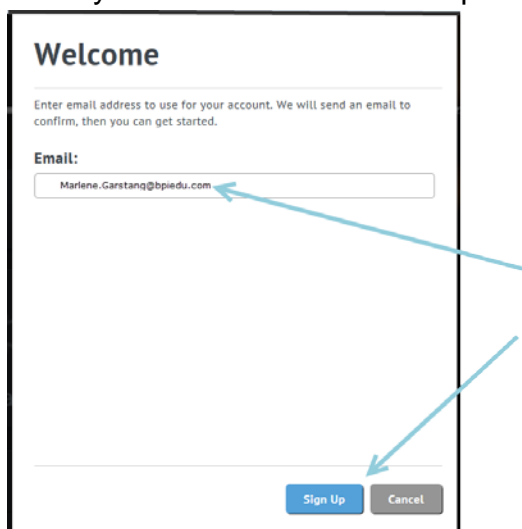 Welcome
Enter email address to use for your account. We will send an email to
confirm, then you can get started.
Email:
Marlene.Garstang@bpiedu.com
Sign Up
Cancel